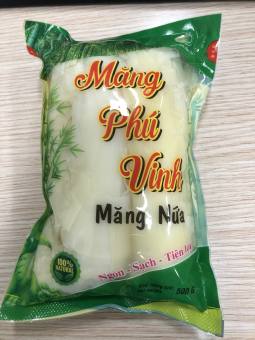 Măng
Phú
Vinh
Măng Nứa
100%
NATURAL
Ngon - Sạch - Tiện lợi
500 G